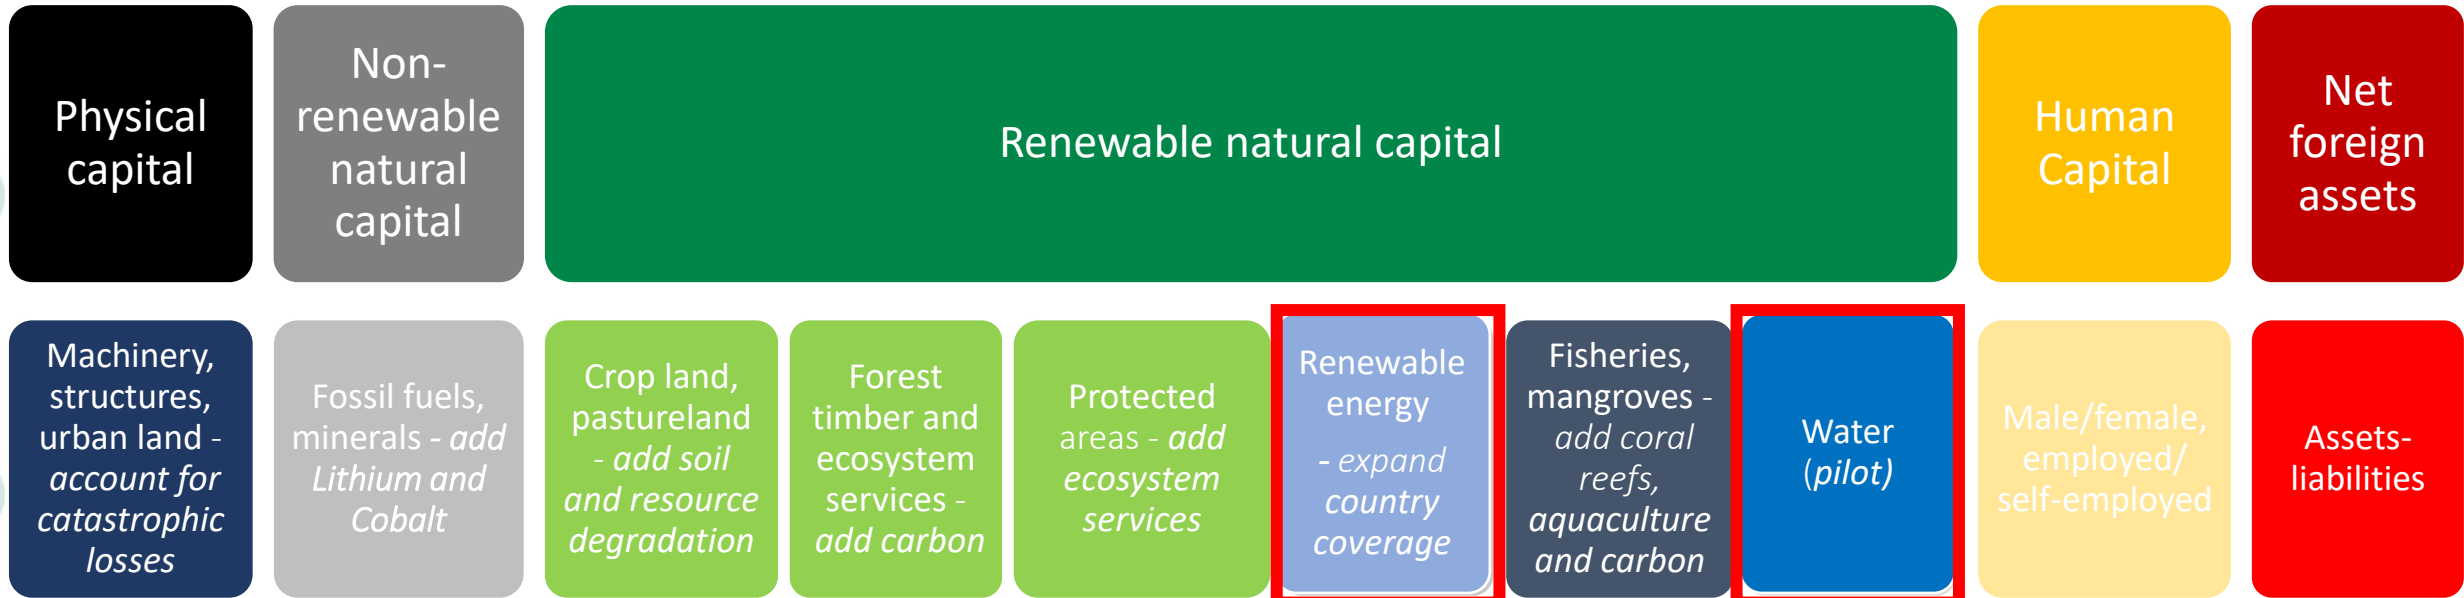 Physical
capital
Non-
renewable
natural
capital
Renewable natural capital
Human
Capital
Net
foreign
assets
Machinery,
structures,
urban land -
account for
catastrophic
losses
Fossil fuels,
minerals - add
Lithium and
Cobalt
Crop land,
pastureland
- add soil
and resource
degradation
Forest
timber and
ecosystem
services -
add carbon
Protected
areas - add
ecosystem
services
Renewable
energy
- expand
country
coverage
Fisheries,
mangroves -
add coral
reefs,
aquaculture
and carbon
Water
(pilot)
Male/female,
employed/
self-employed
Assets-
liabilities